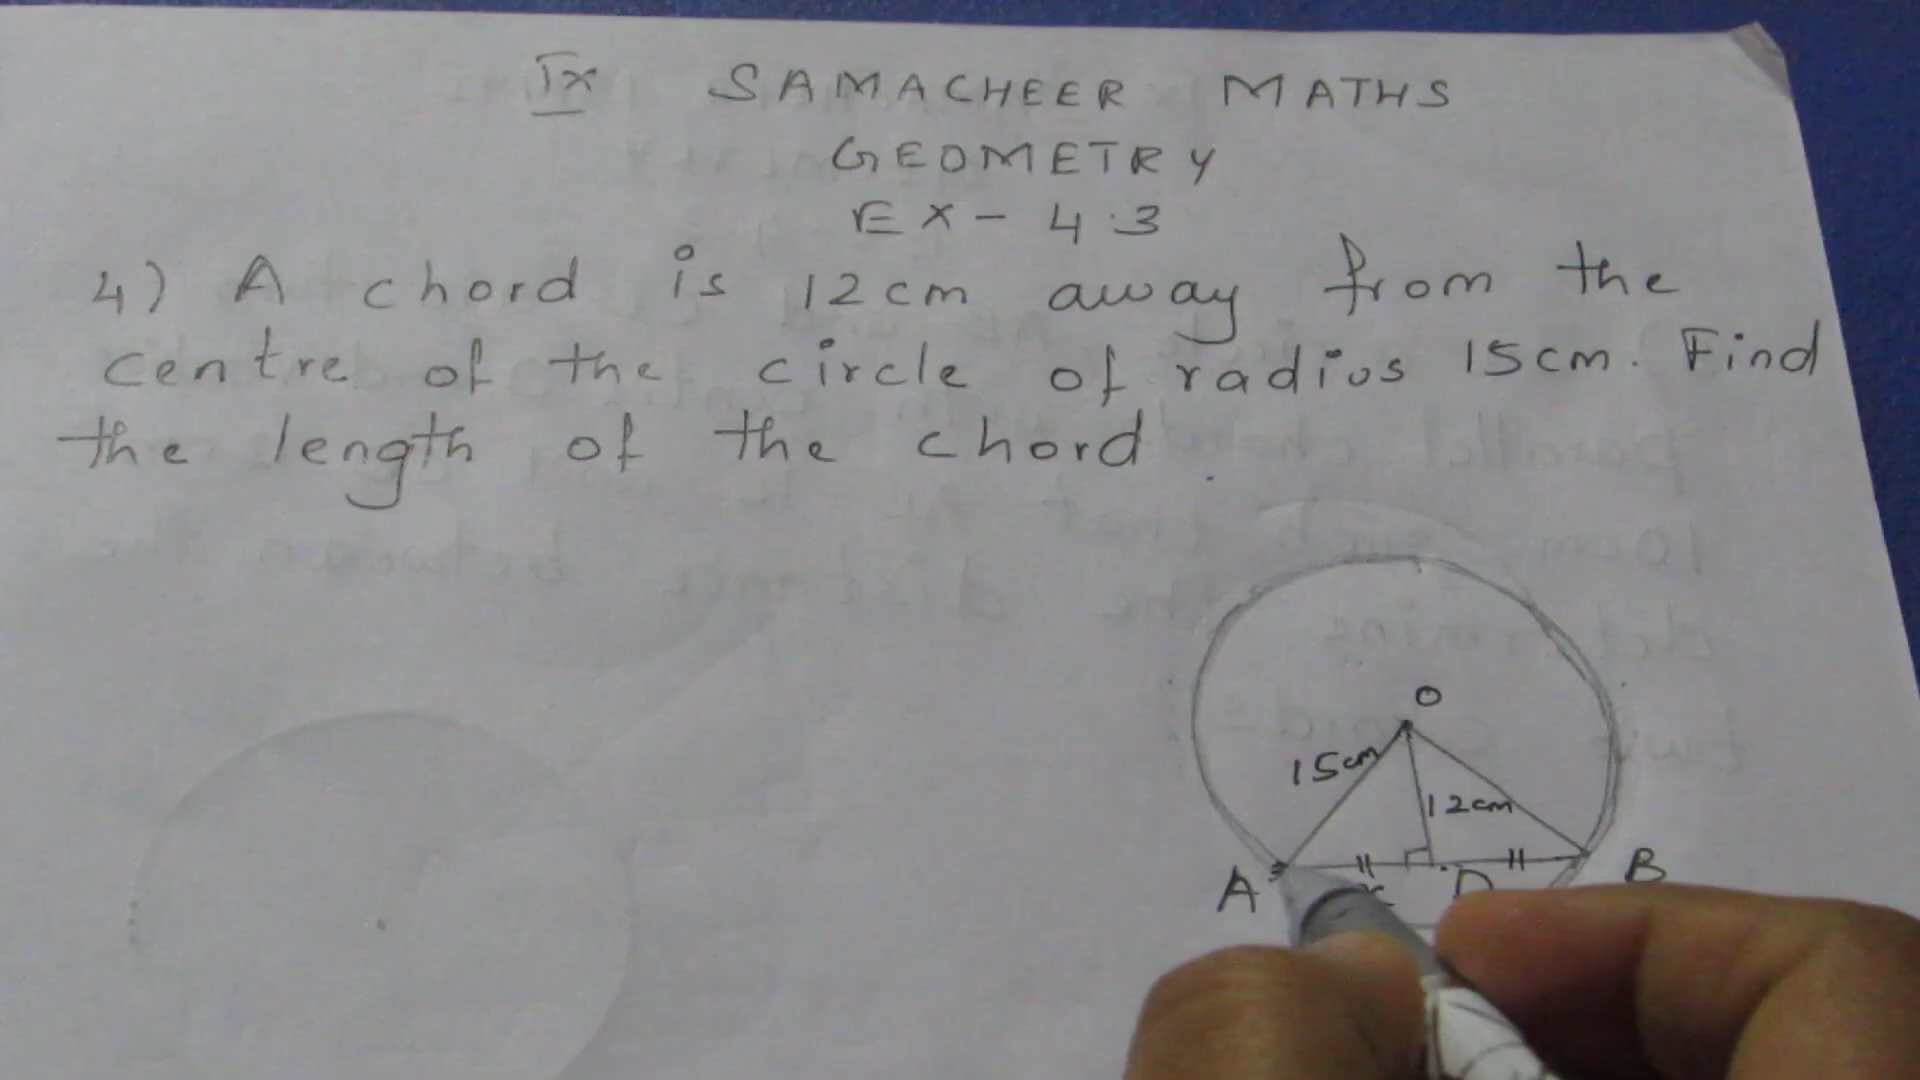 IX SAMACHEER MATHS
GEOMETRY
EX - 4.3
4) A chord is 12cm away from the
centre of the circle of radius 15cm. Find
the length of the chord.
O
15cm
12cm
A
x
D
B